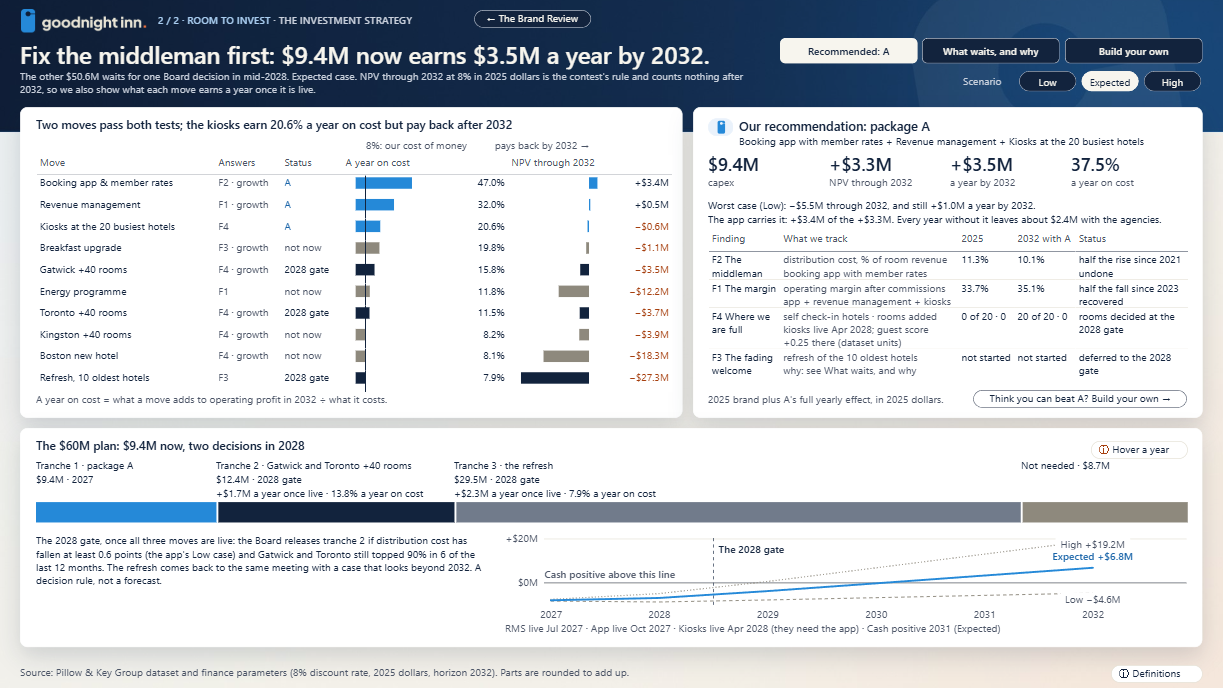 goodnight inn.
2 / 2 · ROOM TO INVEST · THE INVESTMENT STRATEGY
← The Brand Review
Fix the middleman first: $9.4M now earns $3.5M a year by 2032.
The other $50.6M waits for one Board decision in mid-2028. Expected case. NPV through 2032 at 8% in 2025 dollars is the contest's rule and counts nothing after
2032, so we also show what each move earns a year once it is live.
Recommended: A
What waits, and why
Build your own
Scenario
Low
Expected
High
Two moves pass both tests; the kiosks earn 20.6% a year on cost but pay back after 2032
8%: our cost of money
pays back by 2032 →
Move Answers Status A year on cost NPV through 2032
Booking app & member rates F2 · growth A 47.0% +$3.4M
Revenue management F1 · growth A 32.0% +$0.5M
Kiosks at the 20 busiest hotels F4 A 20.6% −$0.6M
Breakfast upgrade F3 · growth not now 19.8% −$1.1M
Gatwick +40 rooms F4 · growth 2028 gate 15.8% −$3.5M
Energy programme F1 not now 11.8% −$12.2M
Toronto +40 rooms F4 · growth 2028 gate 11.5% −$3.7M
Kingston +40 rooms F4 · growth not now 8.2% −$3.9M
Boston new hotel F4 · growth not now 8.1% −$18.3M
Refresh, 10 oldest hotels F3 2028 gate 7.9% −$27.3M
A year on cost = what a move adds to operating profit in 2032 ÷ what it costs.
Our recommendation: package A
Booking app with member rates + Revenue management + Kiosks at the 20 busiest hotels
$9.4M +$3.3M +$3.5M 37.5%
capex NPV through 2032 a year by 2032 a year on cost
Worst case (Low): −$5.5M through 2032, and still +$1.0M a year by 2032.
The app carries it: +$3.4M of the +$3.3M. Every year without it leaves about $2.4M with the agencies.
Finding What we track 2025 2032 with A Status
F2 The distribution cost, % of room revenue 11.3% 10.1% half the rise since 2021
middleman booking app with member rates undone
F1 The margin operating margin after commissions 33.7% 35.1% half the fall since 2023
app + revenue management + kiosks recovered
F4 Where we self check-in hotels · rooms added 0 of 20 · 0 20 of 20 · 0 rooms decided at the
are full kiosks live Apr 2028; guest score 2028 gate
+0.25 there (dataset units)
F3 The fading refresh of the 10 oldest hotels not started not started deferred to the 2028
welcome why: see What waits, and why gate
2025 brand plus A's full yearly effect, in 2025 dollars.
Think you can beat A? Build your own →
The $60M plan: $9.4M now, two decisions in 2028
Hover a year
Tranche 1 · package A
$9.4M · 2027
Tranche 2 · Gatwick and Toronto +40 rooms
$12.4M · 2028 gate
+$1.7M a year once live · 13.8% a year on cost
Tranche 3 · the refresh
$29.5M · 2028 gate
+$2.3M a year once live · 7.9% a year on cost
Not needed · $8.7M
The 2028 gate, once all three moves are live: the Board releases tranche 2 if distribution cost has
fallen at least 0.6 points (the app's Low case) and Gatwick and Toronto still topped 90% in 6 of the
last 12 months. The refresh comes back to the same meeting with a case that looks beyond 2032. A
decision rule, not a forecast.
+$20M
The 2028 gate
High +$19.2M
Expected +$6.8M
Cash positive above this line
$0M
Low −$4.6M
2027 2028 2029 2030 2031 2032
RMS live Jul 2027 · App live Oct 2027 · Kiosks live Apr 2028 (they need the app) · Cash positive 2031 (Expected)
Source: Pillow & Key Group dataset and finance parameters (8% discount rate, 2025 dollars, horizon 2032). Parts are rounded to add up.
Definitions